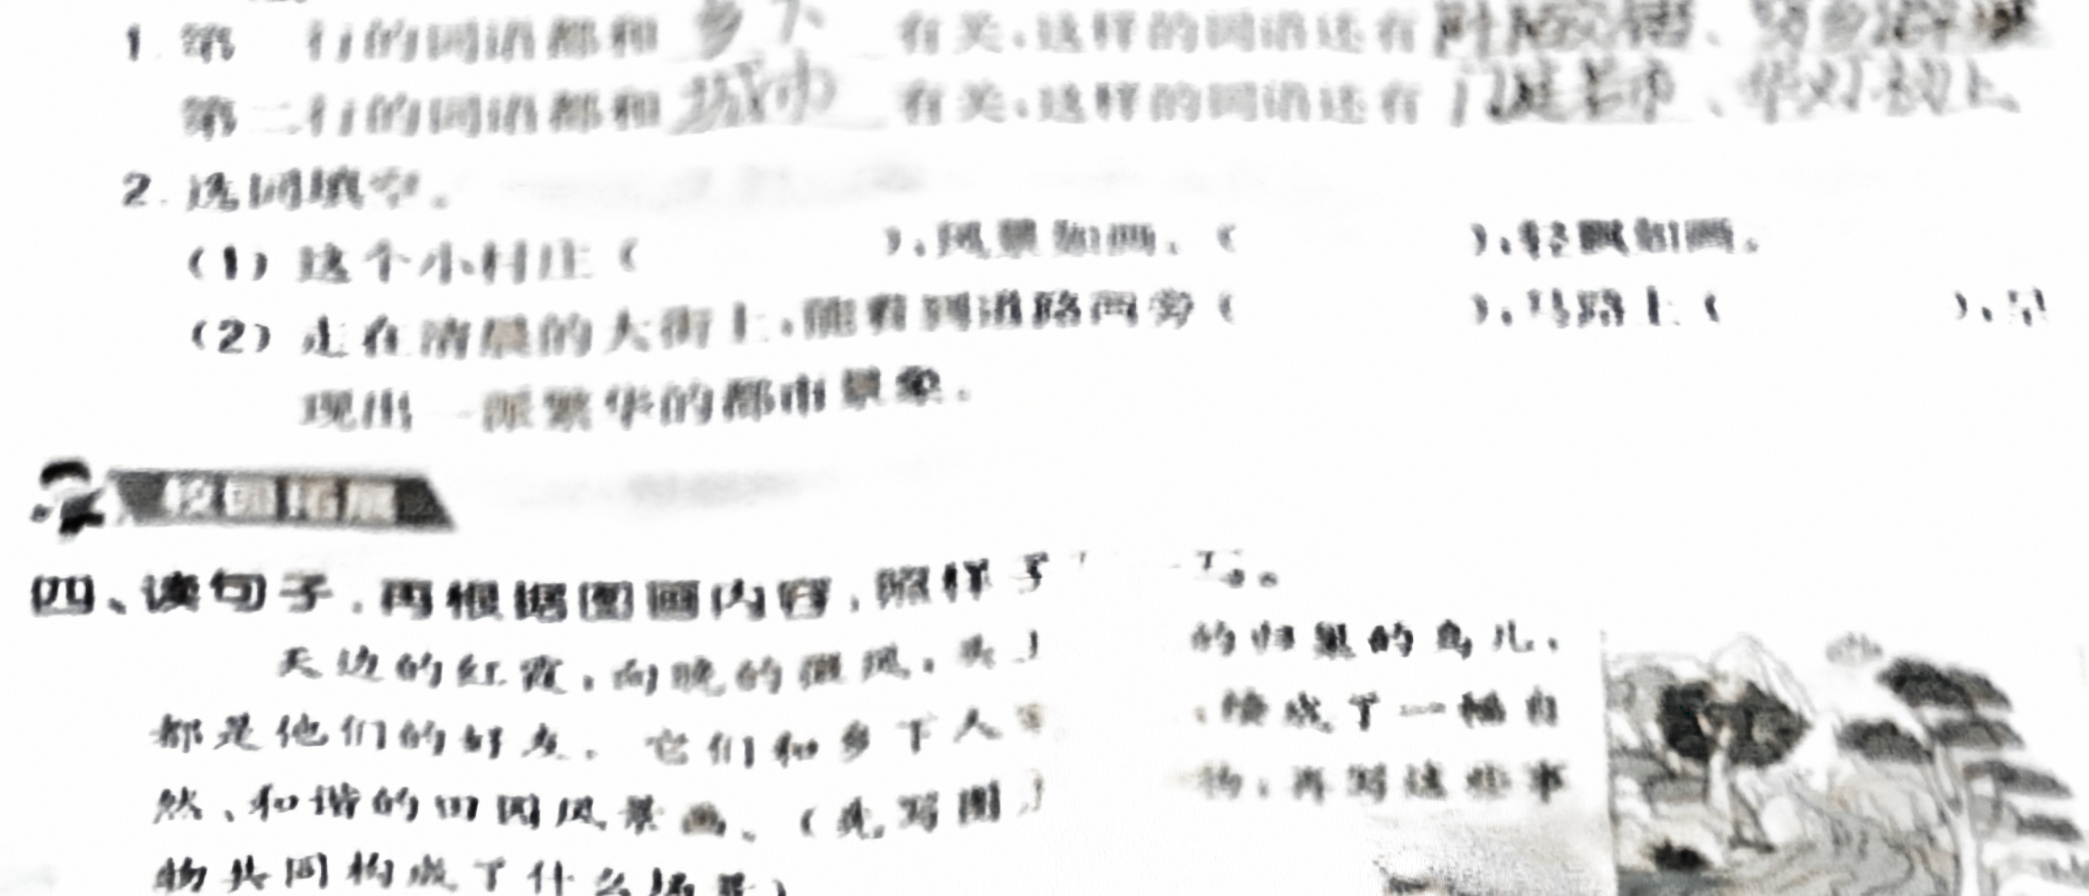 1. 第 行的词语都和 乡下 有关,这样的词语还有
第二行的词语都和 城市 有关,这样的词语还有 门庭若市、华灯初上
2. 选词填空。
(1) 这个小村庄( ),风景如画。( ),轻飘如画。
(2) 走在清晨的大街上,能看到道路两旁( ),马路上( ),呈
现出一派繁华的都市景象。
四、读句子,再根据图画内容,照样子
天边的红霞,向晚的微风,头上 的归巢的鸟儿,
都是他们的好友。它们和乡下人 ,绘成了一幅自
然、和谐的田园风景画。(先写图 物,再写这些事
物共同构成了什么场景)